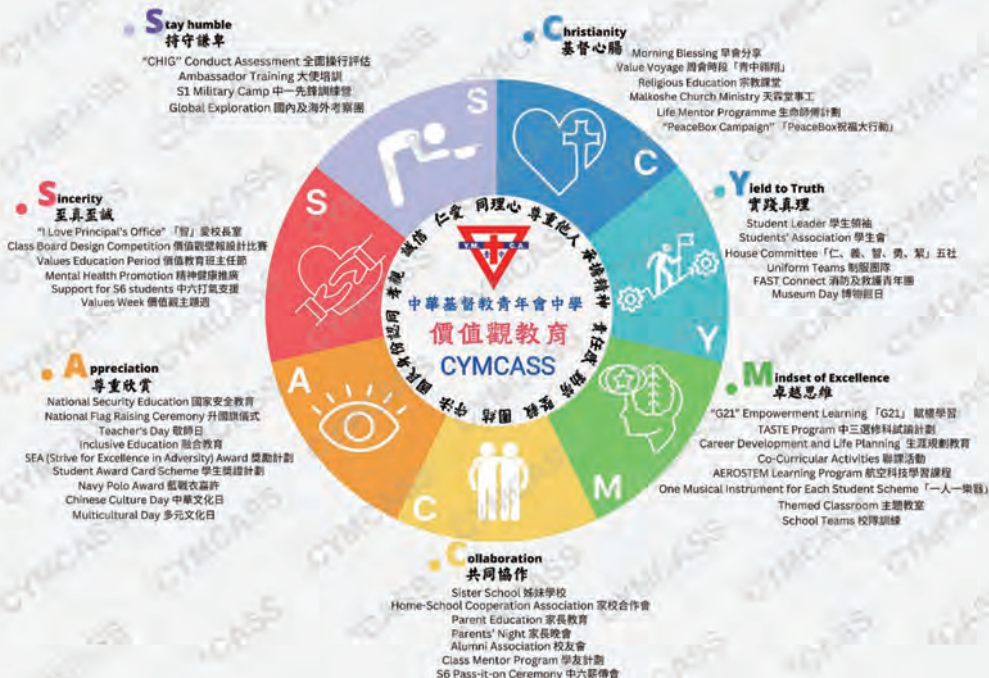 Stay humble
持守謙卑
“CHIG” Conduct Assessment 全面操行評估
Ambassador Training 大使培訓
S1 Military Camp 中一先鋒訓練營
Global Exploration 國內及海外考察團
Christianity
基督心腸
Morning Blessing 早會分享
Value Voyage 周會時段「青中翱翔」
Religious Education 宗教課堂
Malkoshe Church Ministry 天霖堂事工
Life Mentor Programme 生命師傅計劃
“PeaceBox Campaign” 「PeaceBox祝福大行動」
Sincerity
至真至誠
"I Love Principal's Office" 「智」愛校長室
Class Board Design Competition 價值觀壁報設計比賽
Values Education Period 價值教育班主任節
Mental Health Promotion 精神健康推廣
Support for S6 students 中六打氣支援
Values Week 價值觀主題週
Yield to Truth
實踐真理
Student Leader 學生領袖
Students' Association 學生會
House Committee「仁、義、智、勇、絜」五社
Uniform Teams 制服團隊
FAST Connect 消防及救護青年團
Museum Day 博物館日
Appreciation
尊重欣賞
National Security Education 國家安全教育
National Flag Raising Ceremony 升國旗儀式
Teacher's Day 敬師日
Inclusive Education 融合教育
SEA (Strive for Excellence in Adversity) Award 獎勵計劃
Student Award Card Scheme 學生獎證計劃
Navy Polo Award 藍戰衣嘉許
Chinese Culture Day 中華文化日
Multicultural Day 多元文化日
Mindset of Excellence
卓越思維
"G21" Empowerment Learning 「G21」賦權學習
TASTE Program 中三選修科試讀計劃
Career Development and Life Planning 生涯規劃教育
Co-Curricular Activities 聯課活動
AEROSTEM Learning Program 航空科技學習課程
One Musical Instrument for Each Student Scheme「一人一樂器」
Themed Classroom 主題教室
School Teams 校隊訓練
Collaboration
共同協作
Sister School 姊妹學校
Home-School Cooperation Association 家校合作會
Parent Education 家長教育
Parents' Night 家長晚會
Alumni Association 校友會
Class Mentor Program 學友計劃
S6 Pass-it-on Ceremony 中六薪傳會
S
C
Y
M
C
A
S
仁愛 同理心 尊重他人 承擔精神 責任感 勤勞 堅毅 團結 守法 國民身份認同 孝親 誠信
Y.M.C.A.
中華基督教青年會中學
價值觀教育
CYMCASS